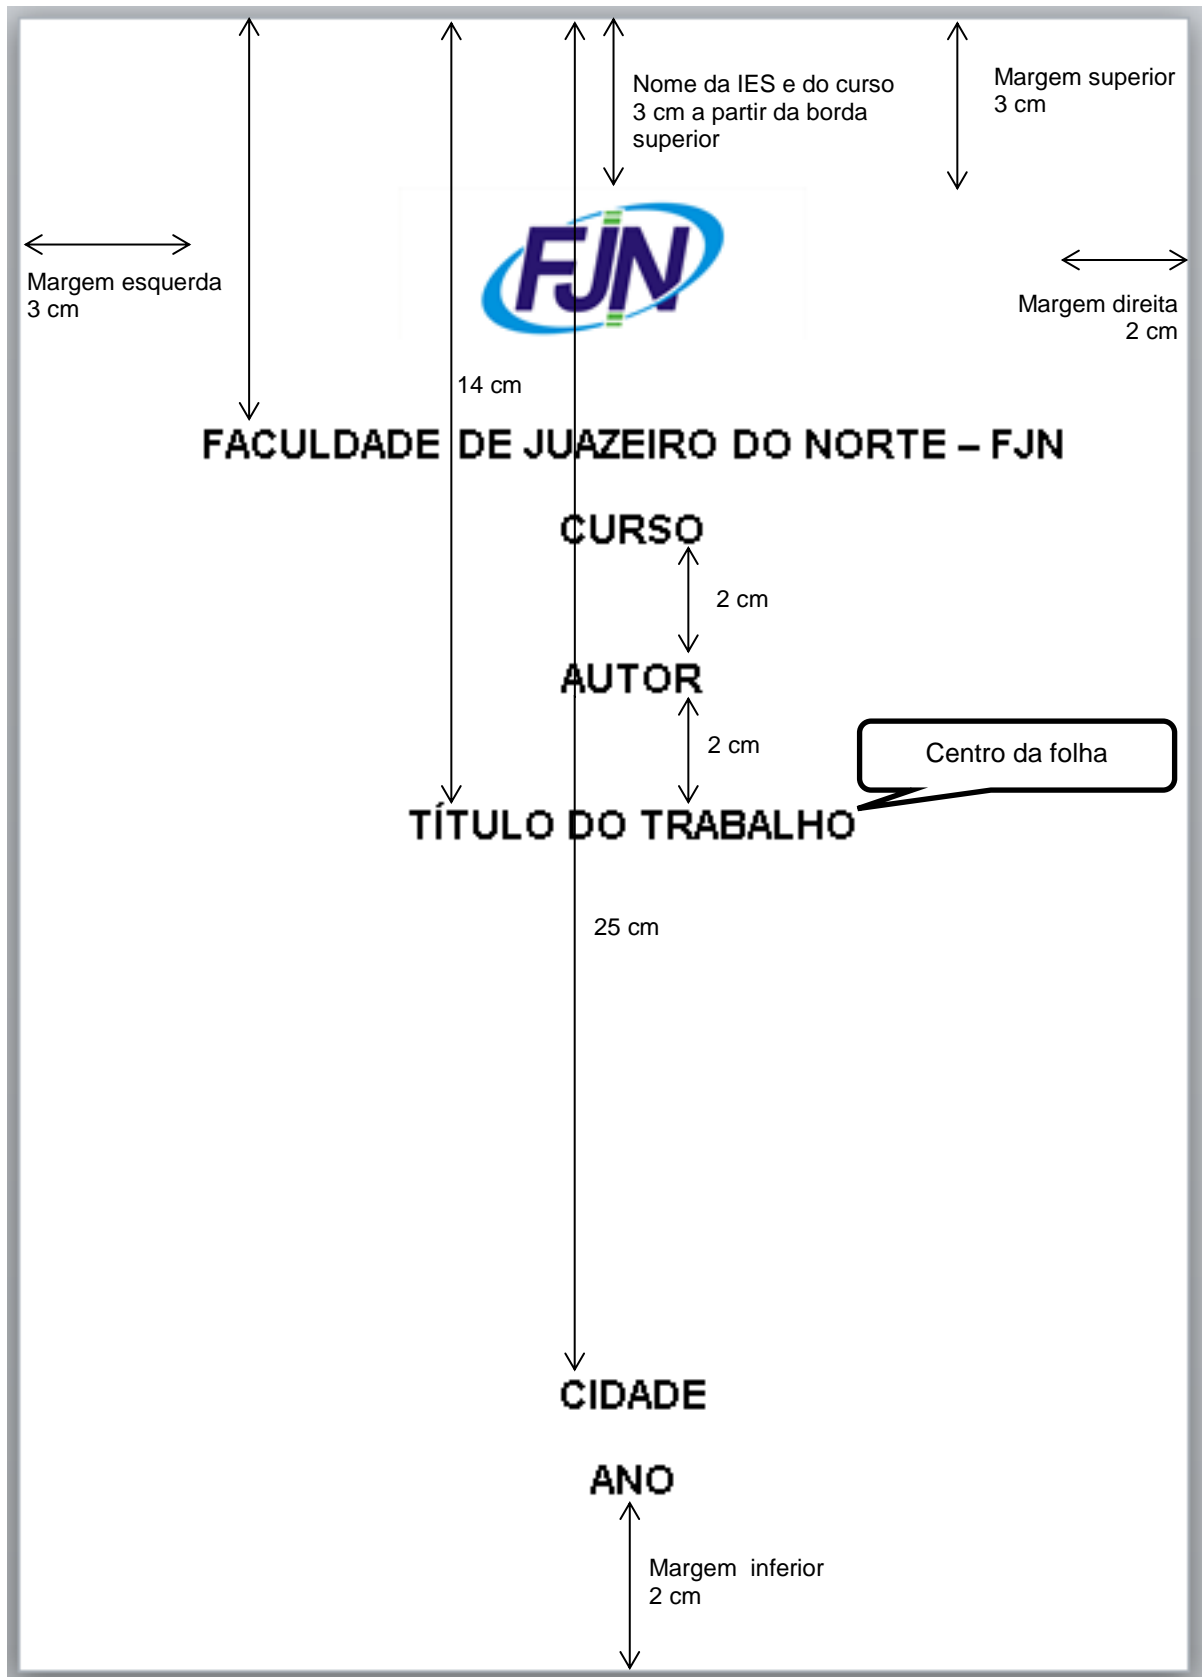 Nome da IES e do curso
3 cm a partir da borda
superior
Margem superior
3 cm
FJN
Margem esquerda
3 cm
Margem direita
2 cm
14 cm
FACULDADE DE JUAZEIRO DO NORTE – FJN
CURSO
2 cm
AUTOR
2 cm
Centro da folha
TÍTULO DO TRABALHO
25 cm
CIDADE
ANO
Margem inferior
2 cm